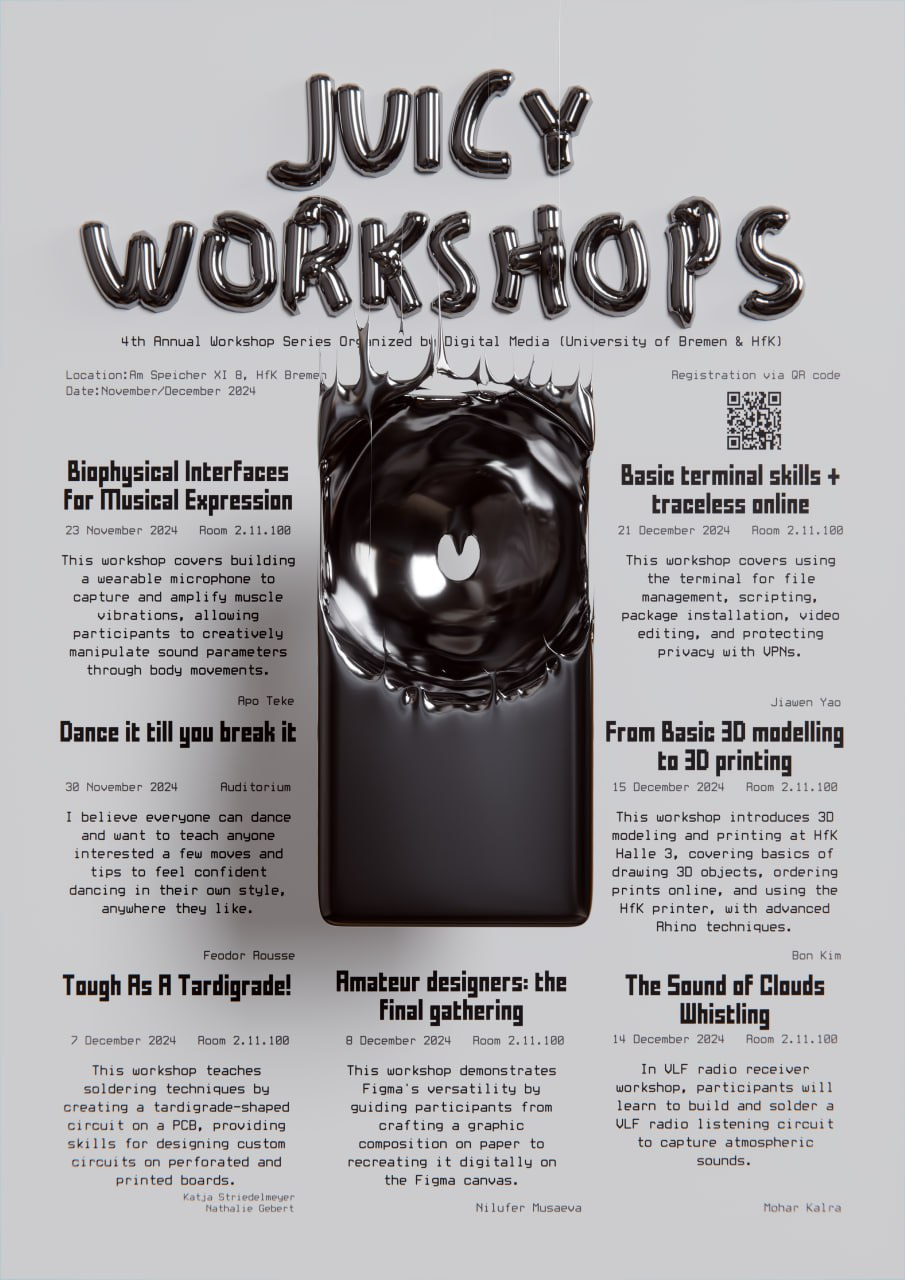 JUICY
WORKSHOPS
4th Annual Workshop Series Organized by Digital Media (University of Bremen & HfK)
Location:Am Speicher XI 8, HfK Bremen
Date:November/December 2024
Registration via QR code
Biophysical Interfaces
for Musical Expression
23 November 2024 Room 2.11.100
This workshop covers building
a wearable microphone to
capture and amplify muscle
vibrations, allowing
participants to creatively
manipulate sound parameters
through body movements.
Apo Teke
Dance it till you break it
30 November 2024 Auditorium
I believe everyone can dance
and want to teach anyone
interested a few moves and
tips to feel confident
dancing in their own style,
anywhere they like.
Feodor Rousse
Tough As A Tardigrade!
7 December 2024 Room 2.11.100
This workshop teaches
soldering techniques by
creating a tardigrade-shaped
circuit on a PCB, providing
skills for designing custom
circuits on perforated and
printed boards.
Katja Striedelmeyer
Nathalie Gebert
Amateur designers: the
final gathering
8 December 2024 Room 2.11.100
This workshop demonstrates
Figma's versatility by
guiding participants from
crafting a graphic
composition on paper to
recreating it digitally on
the Figma canvas.
Nilufer Musaeva
Basic terminal skills +
traceless online
21 December 2024 Room 2.11.100
This workshop covers using
the terminal for file
management, scripting,
package installation, video
editing, and protecting
privacy with VPNs.
Jiawen Yao
From Basic 3D modelling
to 3D printing
15 December 2024 Room 2.11.100
This workshop introduces 3D
modeling and printing at HfK
Halle 3, covering basics of
drawing 3D objects, ordering
prints online, and using the
HfK printer, with advanced
Rhino techniques.
Bon Kim
The Sound of Clouds
Whistling
14 December 2024 Room 2.11.100
In VLF radio receiver
workshop, participants will
learn to build and solder a
VLF radio listening circuit
to capture atmospheric
sounds.
Mohar Kalra